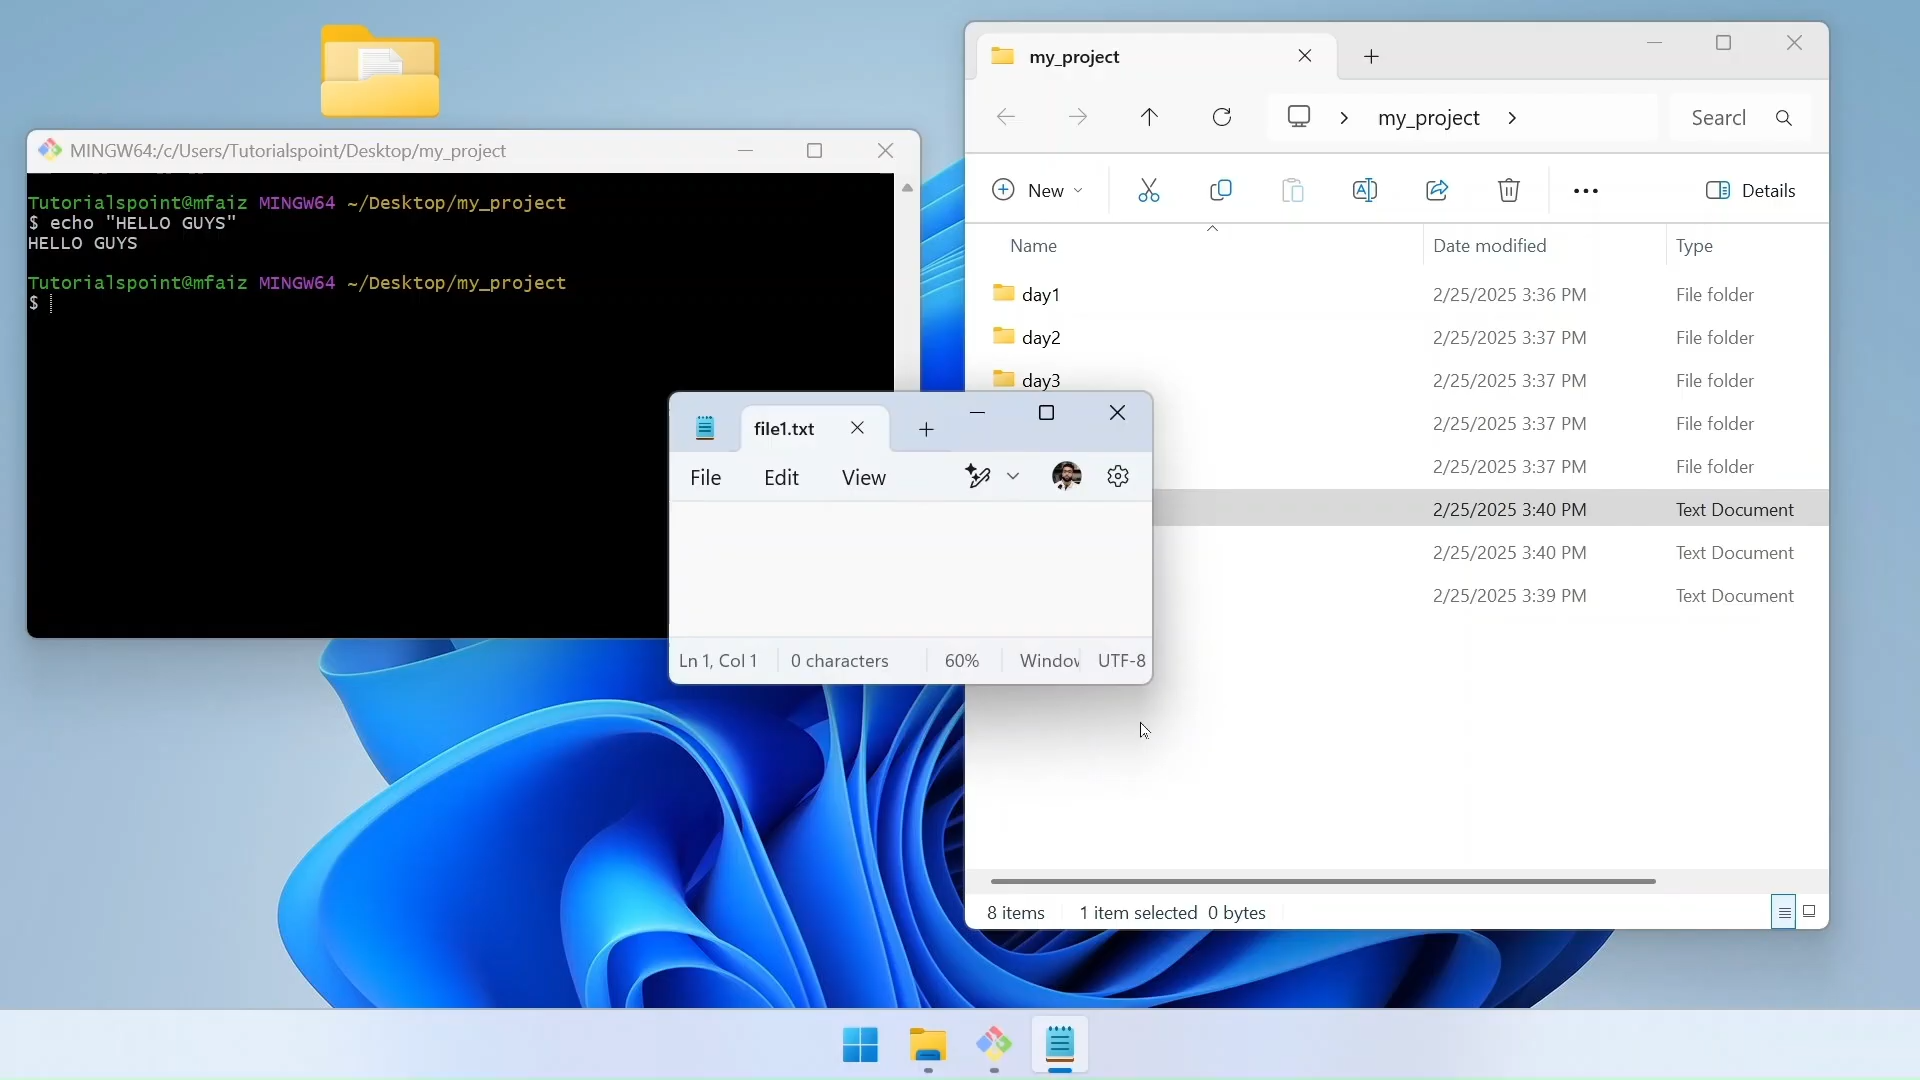 MINGW64:/c/Users/Tutorialspoint/Desktop/my_project
Tutorialspoint@mfaiz MINGW64 ~/Desktop/my_project
$ echo "HELLO GUYS"
HELLO GUYS
Tutorialspoint@mfaiz MINGW64 ~/Desktop/my_project
$
my_project
my_project
Searcl
New
Details
Name Date modified Type
day1 2/25/2025 3:36 PM File folder
day2 2/25/2025 3:37 PM File folder
day3 2/25/2025 3:37 PM File folder
2/25/2025 3:37 PM File folder
2/25/2025 3:37 PM File folder
2/25/2025 3:40 PM Text Document
2/25/2025 3:40 PM Text Document
2/25/2025 3:39 PM Text Document
8 items 1 item selected 0 bytes
file1.txt
File Edit View
Ln 1, Col 1 0 characters 60% Window UTF-8